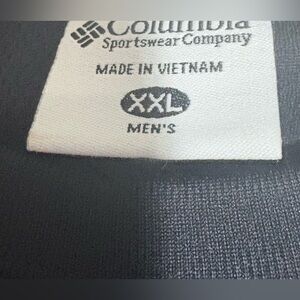 Columbia
Sportswear Company
MADE IN VIETNAM
XXL
MEN'S